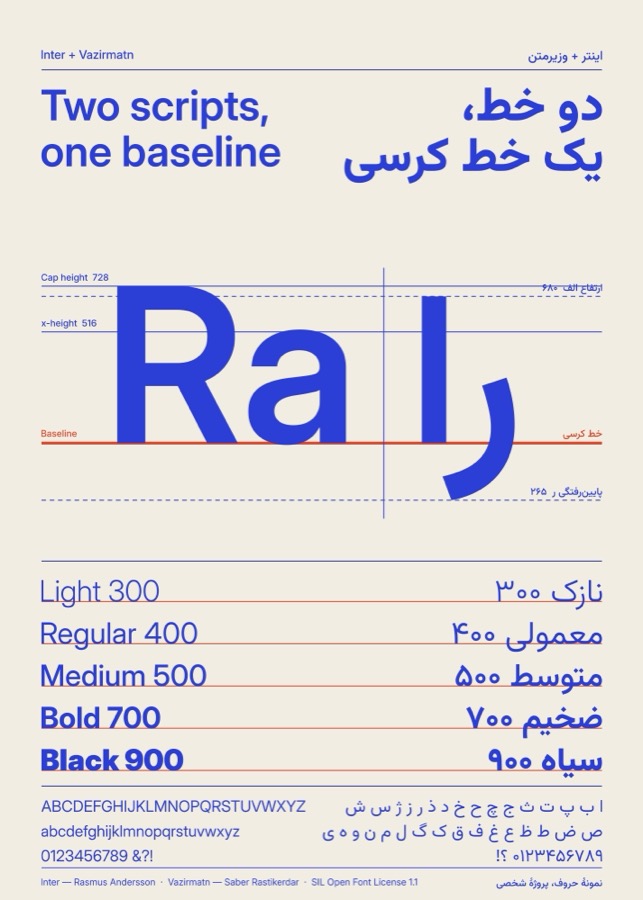 Inter + Vazirmatn
اینتر + وزیرمتن
Two scripts,
one baseline
دو خط،
یک خط کرسی
Cap height 728
ارتفاع الف ۶۸۰
x-height 516
Ra
ار
Baseline
خط کرسی
پایین‌رفتگی ر ۲۶۵
Light 300
نازک ۳۰۰
Regular 400
معمولی ۴۰۰
Medium 500
متوسط ۵۰۰
Bold 700
ضخیم ۷۰۰
Black 900
سیاه ۹۰۰
ABCDEFGHIJKLMNOPQRSTUVWXYZ
ا ب پ ت ث ج چ ح خ د ذ ر ز ژ س ش
abcdefghijklmnopqrstuvwxyz
ص ض ط ظ ع غ ف ق ک گ ل م ن و ه ی
0123456789 &?!
۰۱۲۳۴۵۶۷۸۹ ؟!
Inter — Rasmus Andersson · Vazirmatn — Saber Rastikerdar · SIL Open Font License 1.1
نمونهٔ حروف، پروژهٔ شخصی